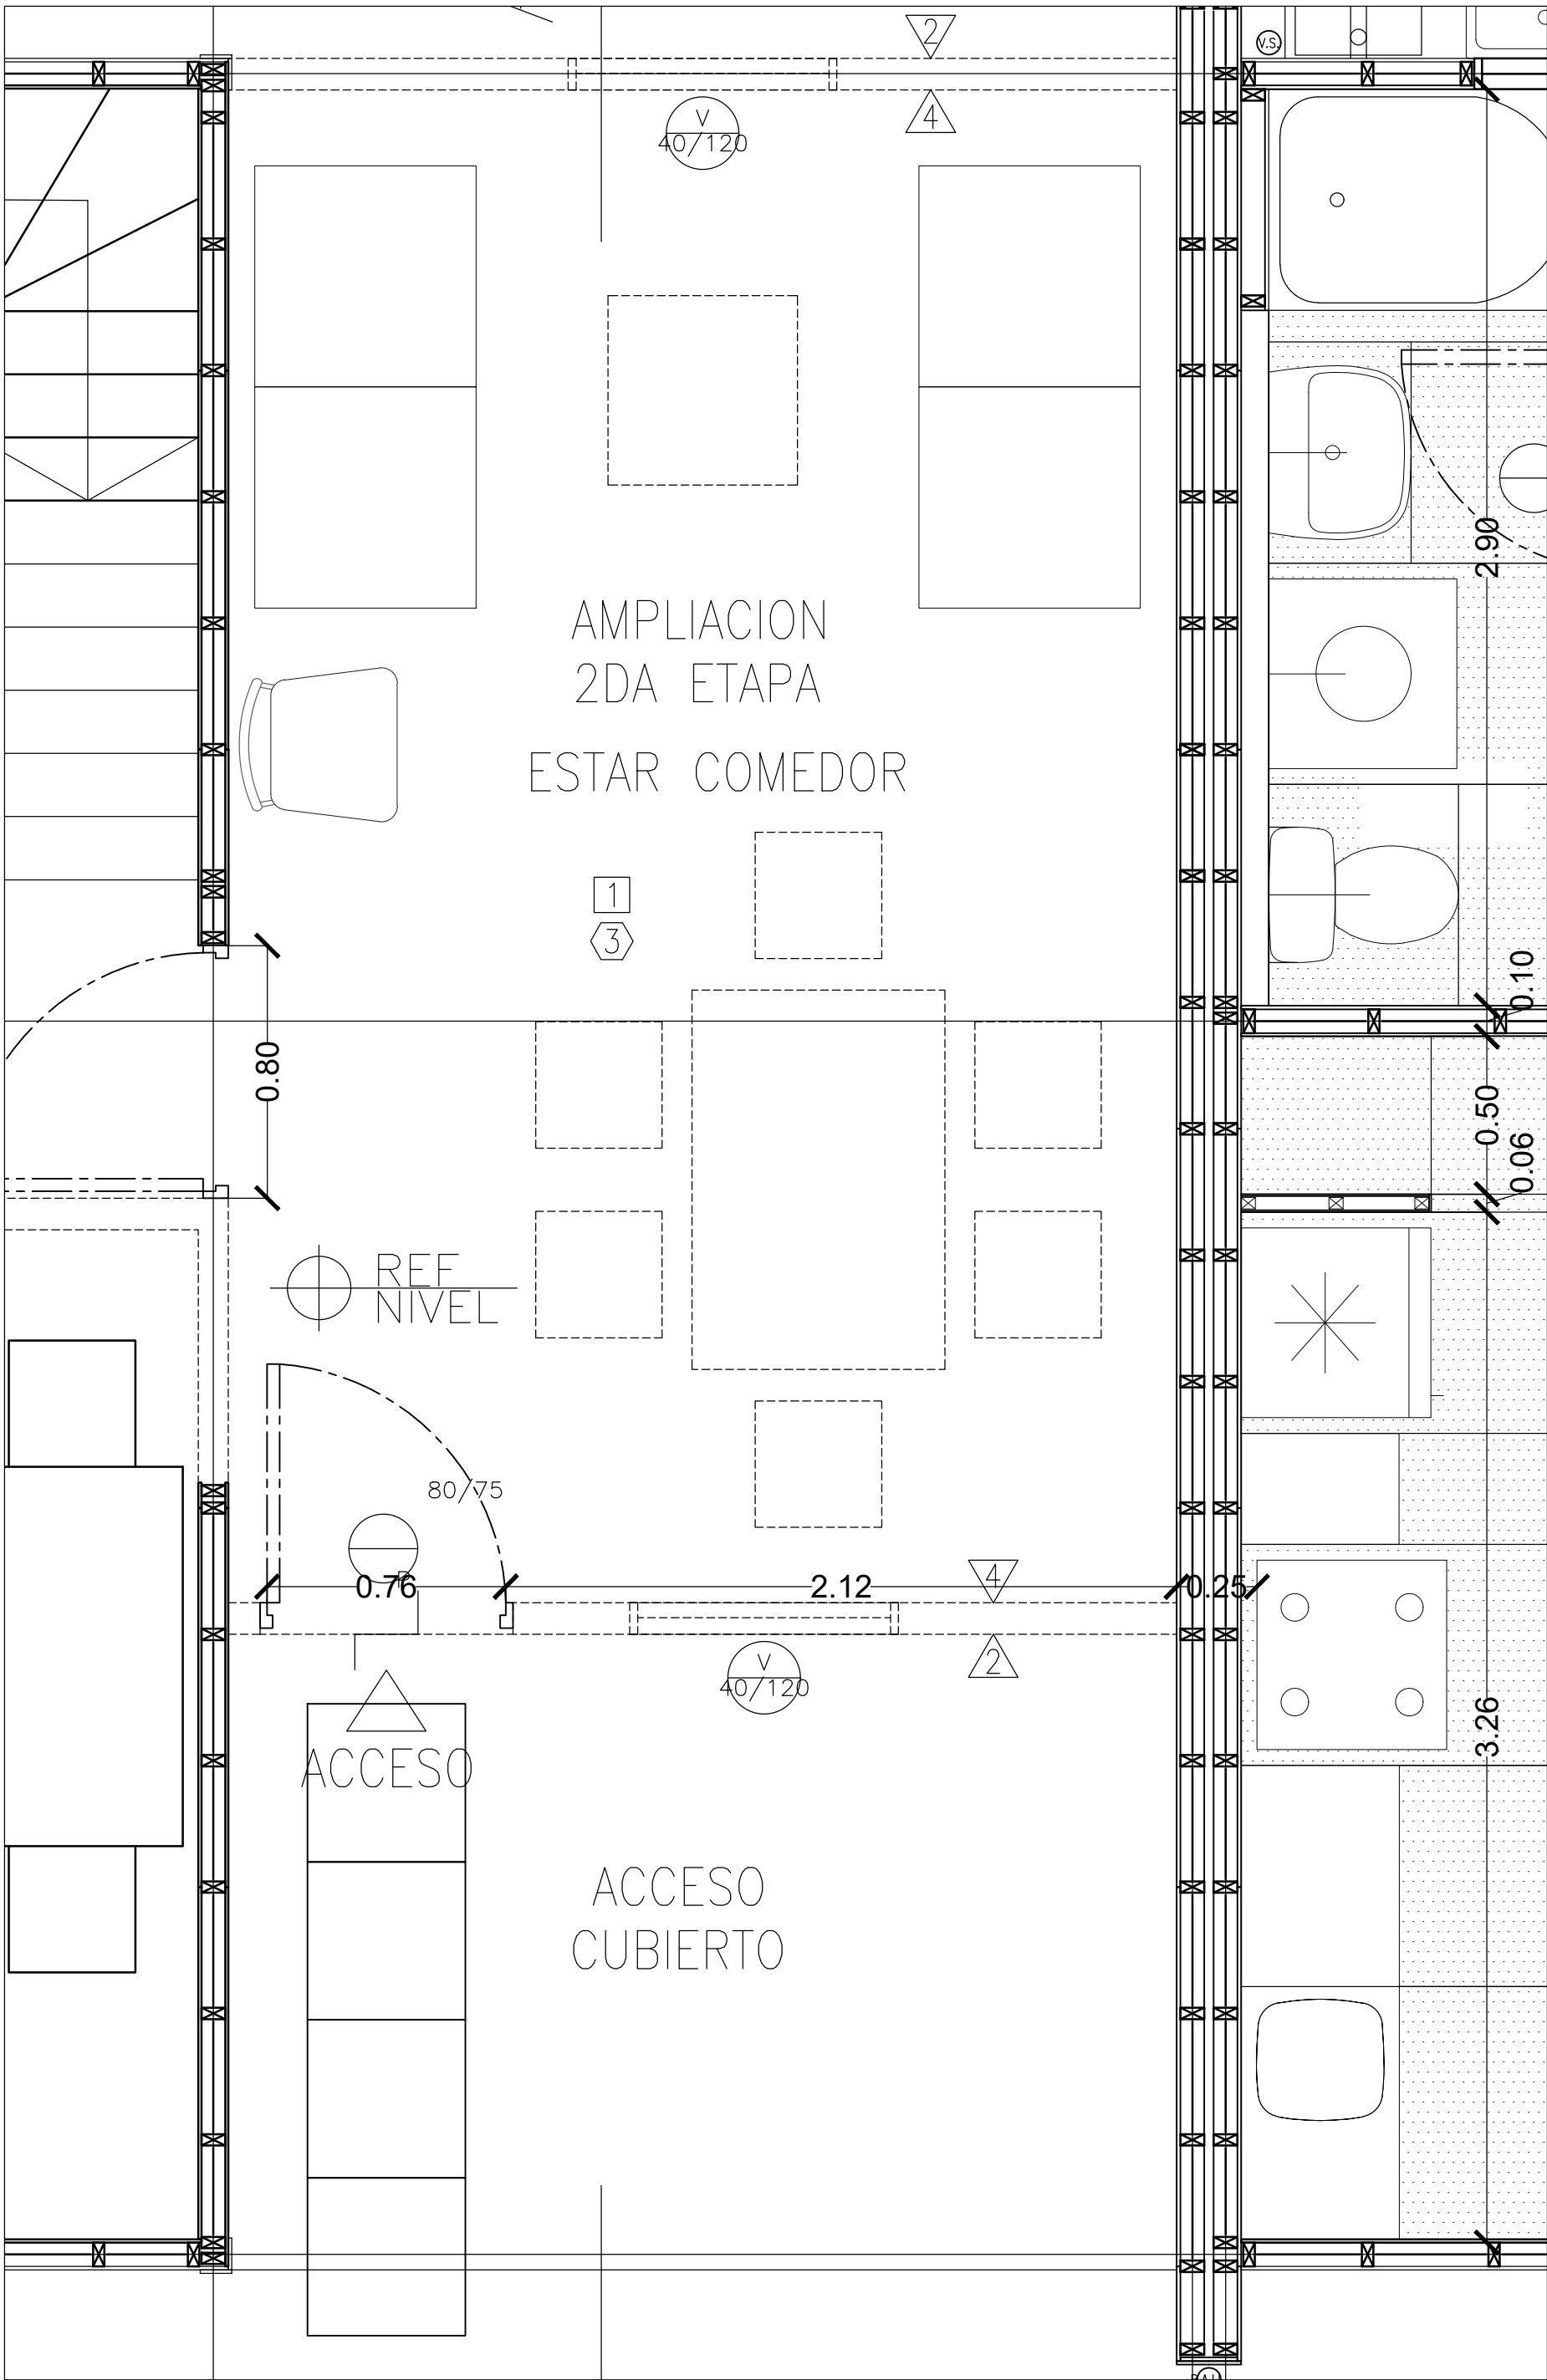 2
V.S.
4
V
40/120
2.90
AMPLIACION
2DA ETAPA
ESTAR COMEDOR
1
3
0.10
0.80
0.50
0.06
REF
NIVEL
80/75
P
0.76
2.12
4
0.25
2
V
40/120
3.26
ACCESO
ACCESO
CUBIERTO